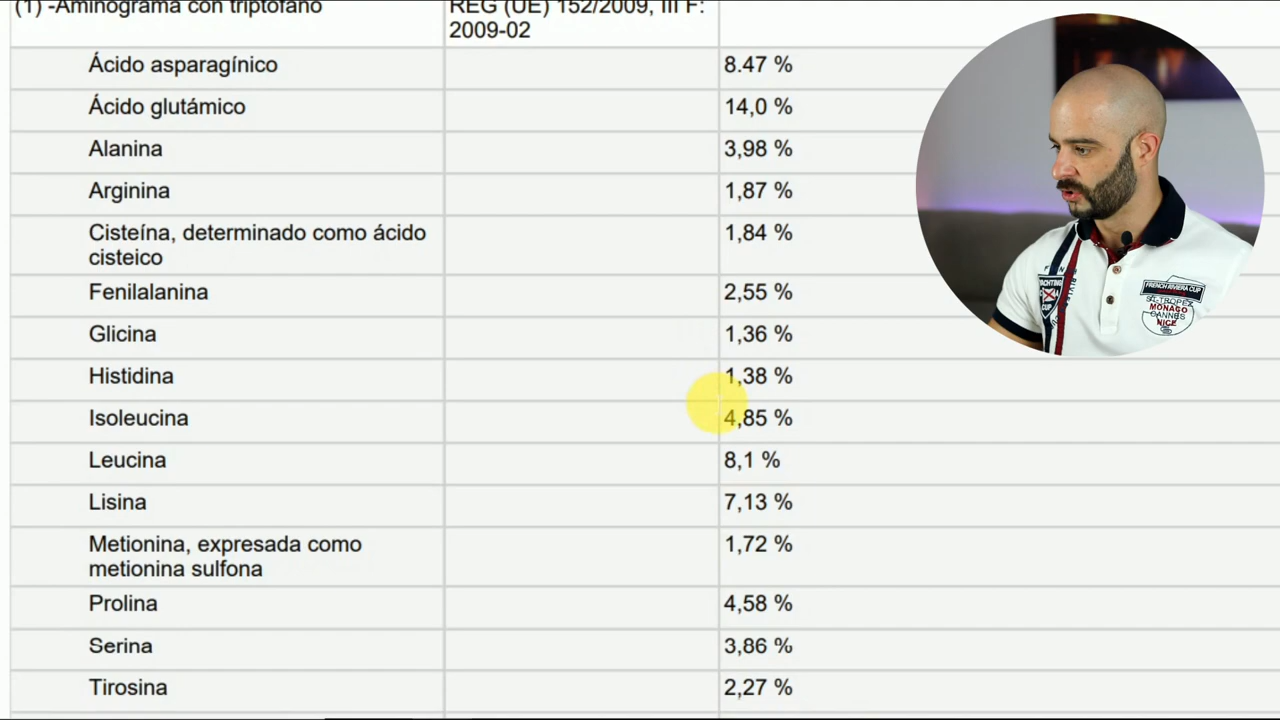 (1) -Aminograma con triptófano
REG (UE) 152/2009, III F:
2009-02
Ácido asparagínico
8.47 %
Ácido glutámico
14,0 %
Alanina
3,98 %
Arginina
1,87 %
Cisteína, determinado como ácido
cisteico
1,84 %
Fenilalanina
2,55 %
Glicina
1,36 %
Histidina
1,38 %
Isoleucina
4,85 %
Leucina
8,1 %
Lisina
7,13 %
Metionina, expresada como
metionina sulfona
1,72 %
Prolina
4,58 %
Serina
3,86 %
Tirosina
2,27 %
YACHTING
CUP
FRENCH RIVIERA CUP
ST TROPEZ
MONACO
CANNES
NICE